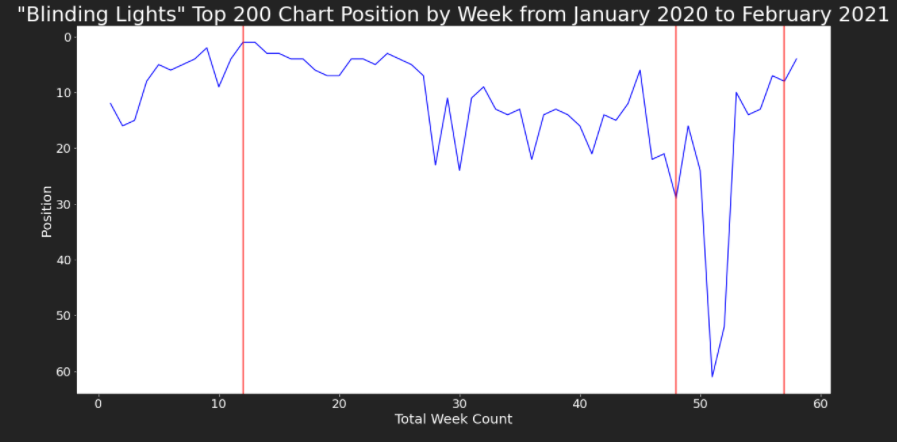 "Blinding Lights" Top 200 Chart Position by Week from January 2020 to February 2021
0
10
20
30
40
50
60
Position
0 10 20 30 40 50 60
Total Week Count